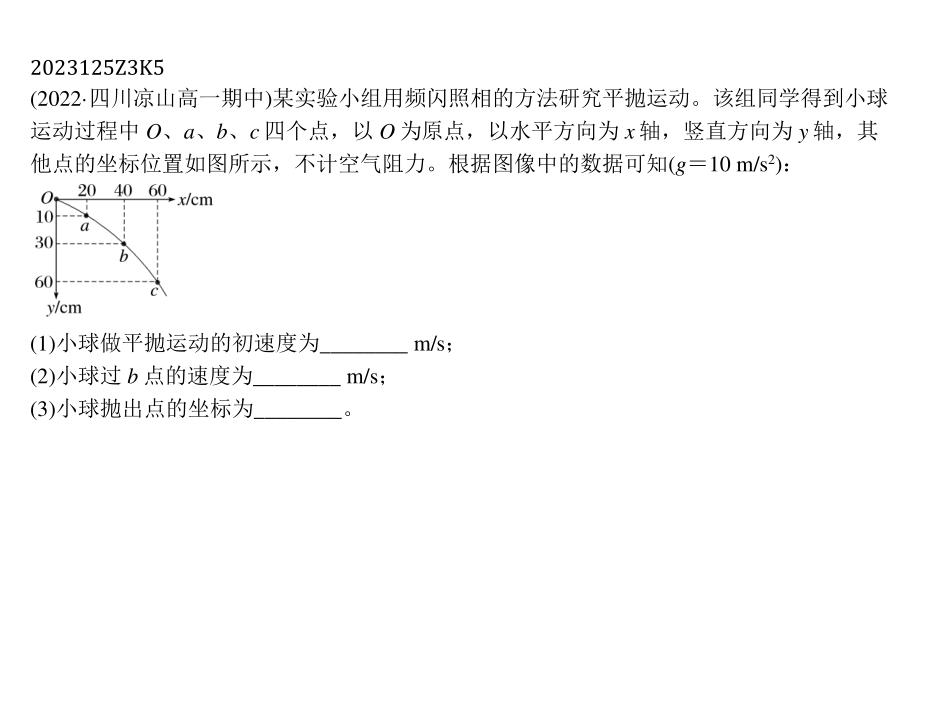 2023125Z3K5
(2022·四川凉山高一期中)某实验小组用频闪照相的方法研究平抛运动。该组同学得到小球
运动过程中 O、a、b、c 四个点，以 O 为原点，以水平方向为 x 轴，竖直方向为 y 轴，其
他点的坐标位置如图所示，不计空气阻力。根据图像中的数据可知(g＝10 m/s²)：
O 20 40 60 x/cm
10 a
30 b
60 c
y/cm
(1)小球做平抛运动的初速度为________ m/s；
(2)小球过 b 点的速度为________ m/s；
(3)小球抛出点的坐标为________。